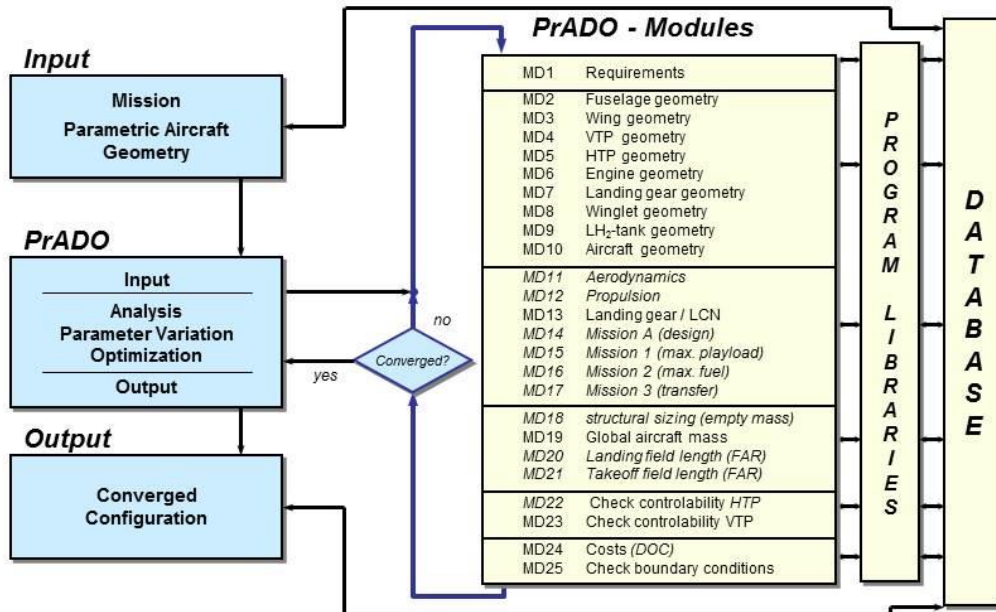 PrADO - Modules
Input
Mission
Parametric Aircraft
Geometry
PrADO
Input
Analysis
Parameter Variation
Optimization
Output
Output
Converged
Configuration
no
Converged?
yes
MD1 Requirements
MD2 Fuselage geometry
MD3 Wing geometry
MD4 VTP geometry
MD5 HTP geometry
MD6 Engine geometry
MD7 Landing gear geometry
MD8 Winglet geometry
MD9 LH₂-tank geometry
MD10 Aircraft geometry
MD11 Aerodynamics
MD12 Propulsion
MD13 Landing gear / LCN
MD14 Mission A (design)
MD15 Mission 1 (max. playload)
MD16 Mission 2 (max. fuel)
MD17 Mission 3 (transfer)
MD18 structural sizing (empty mass)
MD19 Global aircraft mass
MD20 Landing field length (FAR)
MD21 Takeoff field length (FAR)
MD22 Check controlability HTP
MD23 Check controlability VTP
MD24 Costs (DOC)
MD25 Check boundary conditions
PROGRAM LIBRARIES
DATABASE